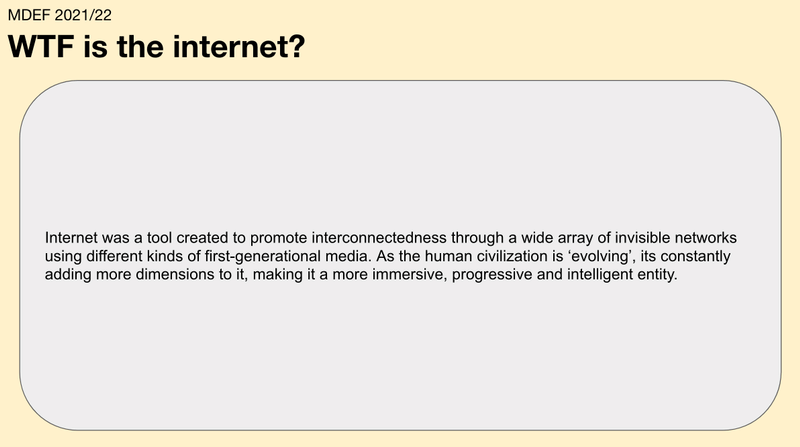 MDEF 2021/22
WTF is the internet?
Internet was a tool created to promote interconnectedness through a wide array of invisible networks
using different kinds of first-generational media. As the human civilization is ‘evolving’, its constantly
adding more dimensions to it, making it a more immersive, progressive and intelligent entity.